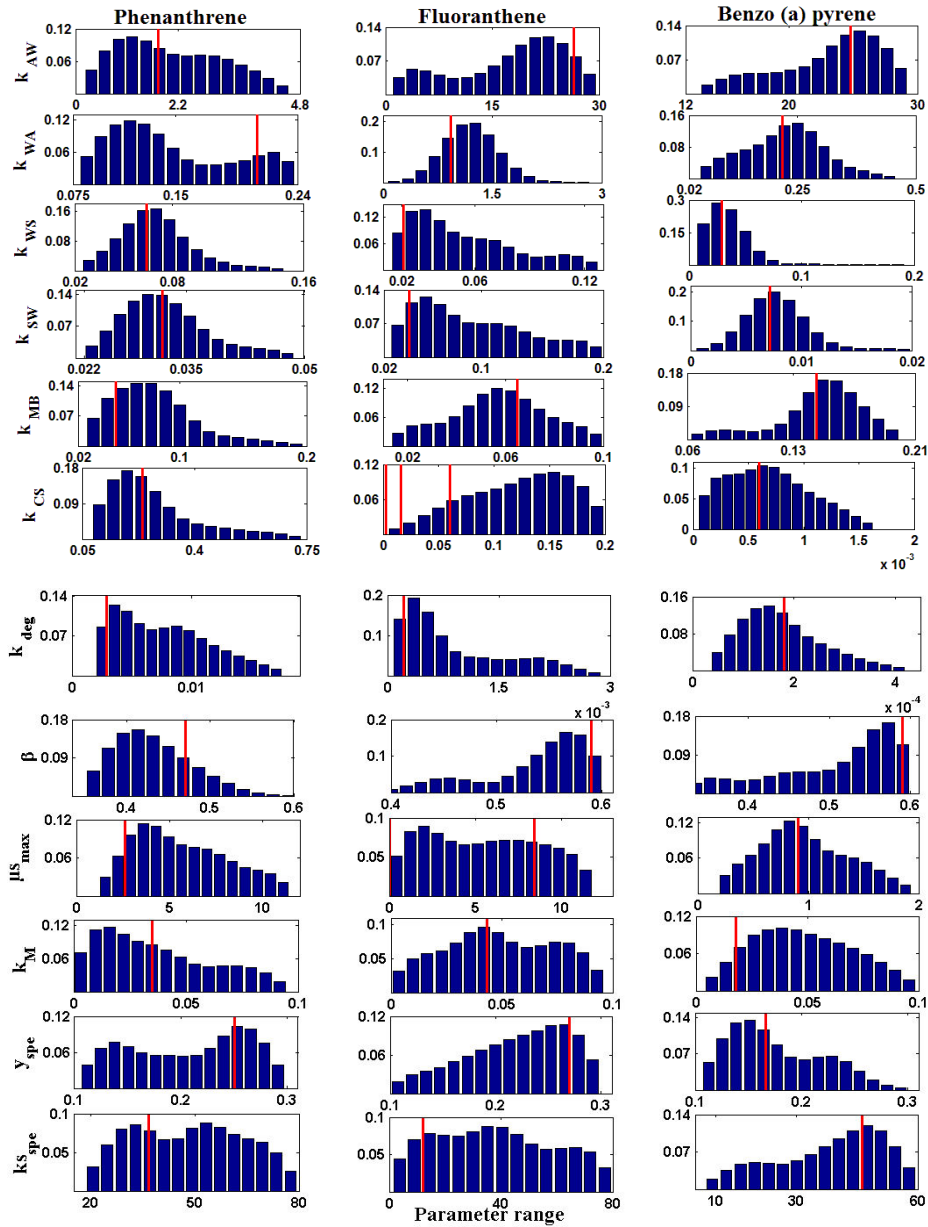 Phenanthrene Fluoranthene Benzo (a) pyrene
k AW 0.12 0.06 0 2.2 4.8 0.14 0.07 0 15 30 0.14 0.07 12 20 30
k WA 0.12 0.06 0.075 0.15 0.24 0.2 0.1 0 1.5 3 0.16 0.08 0.02 0.25 0.5
k WS 0.16 0.08 0.02 0.08 0.16 0.12 0.06 0.02 0.06 0.12 0.3 0.15 0 0.1 0.2
k SW 0.14 0.07 0.022 0.035 0.05 0.14 0.07 0.02 0.1 0.2 0.2 0.1 0 0.01 0.02
k MB 0.14 0.07 0.02 0.1 0.2 0.12 0.06 0.02 0.06 0.1 0.18 0.09 0.06 0.13 0.21
k CS 0.18 0.09 0.05 0.4 0.75 0.12 0.06 0 0.05 0.1 0.15 0.2 0.1 0.05 0 0 1 2
x 10-3
k deg 0.14 0.07 0 0.01 0.2 0.1 0 1.5 3 0.16 0.08 0 2 4
x 10-3 x 10-4
β 0.18 0.09 0.4 0.5 0.6 0.2 0.1 0.4 0.5 0.6 0.18 0.09 0.4 0.5 0.6
μs max 0.12 0.06 0 5 10 0.1 0.05 0 5 10 0.12 0.06 0 1 2
k M 0.12 0.06 0 0.05 0.1 0.1 0.05 0 0.05 0.1 0.12 0.06 0 0.05 0.1
y spe 0.12 0.06 0.1 0.2 0.3 0.12 0.06 0.1 0.2 0.3 0.14 0.07 0.1 0.2 0.3
ks spe 0.1 0.05 20 50 80 0.1 0.05 0 40 80 0.14 0.07 10 30 60
Parameter range